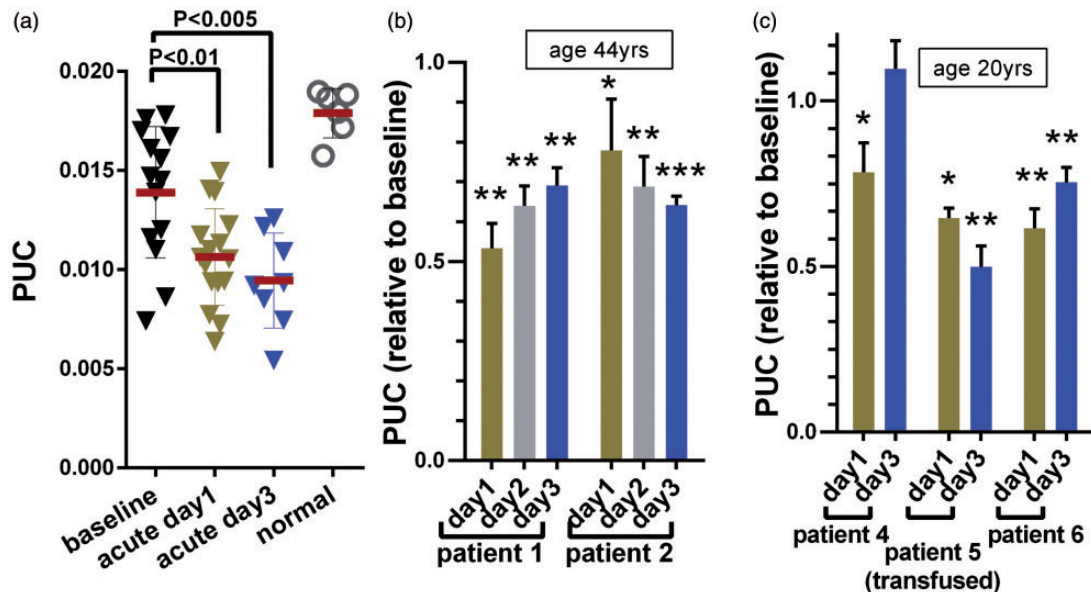 (a)
P<0.005
P<0.01
PUC
0.020
0.015
0.010
0.005
0.000
baseline
acute day1
acute day3
normal
(b)
age 44yrs
PUC (relative to baseline)
1.0
0.5
0.0
**
**
**
*
**
***
day1
day2
day3
day1
day2
day3
patient 1
patient 2
(c)
age 20yrs
PUC (relative to baseline)
1.0
0.5
0.0
*
*
**
**
**
day1
day3
day1
day3
day1
day3
patient 4
patient 5
(transfused)
patient 6